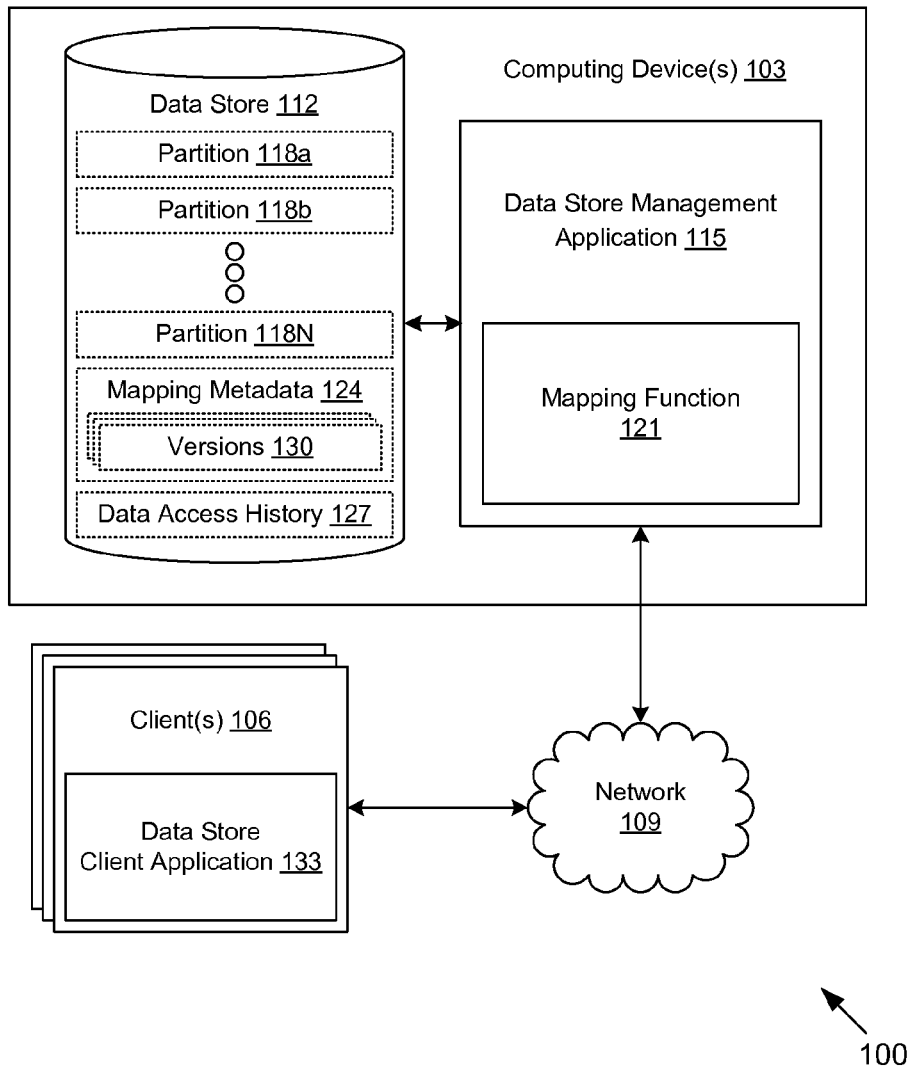 Computing Device(s) 103
Data Store 112
Partition 118a
Partition 118b
Partition 118N
Mapping Metadata 124
Versions 130
Data Access History 127
Data Store Management
Application 115
Mapping Function
121
Client(s) 106
Data Store
Client Application 133
Network
109
100